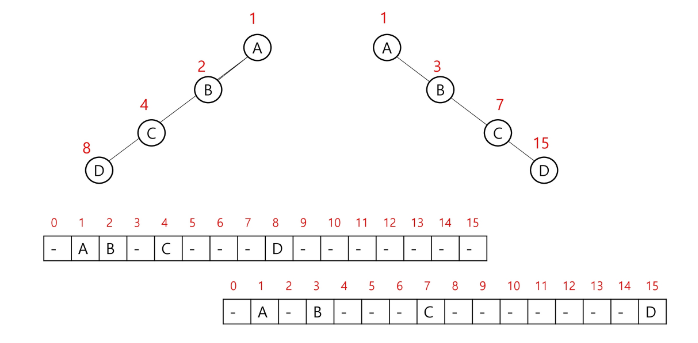 1 1
A A
2 3
B B
4 7
C C
8 15
D D
0 1 2 3 4 5 6 7 8 9 10 11 12 13 14 15
- A B - C - - - D - - - - - - -
0 1 2 3 4 5 6 7 8 9 10 11 12 13 14 15
- A - B - - - C - - - - - - - D